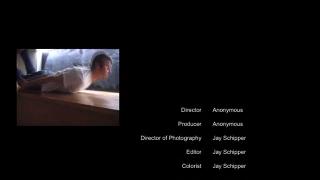 Director Anonymous
Producer Anonymous
Director of Photography Jay Schipper
Editor Jay Schipper
Colorist Jay Schipper